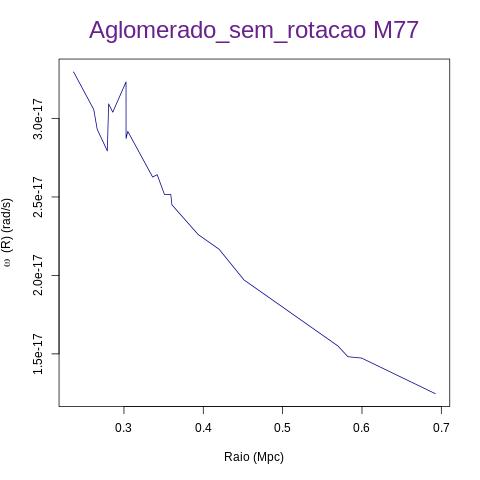 Aglomerado_sem_rotacao M77
ω (R) (rad/s)
3.0e-17
2.5e-17
2.0e-17
1.5e-17
0.3 0.4 0.5 0.6 0.7
Raio (Mpc)